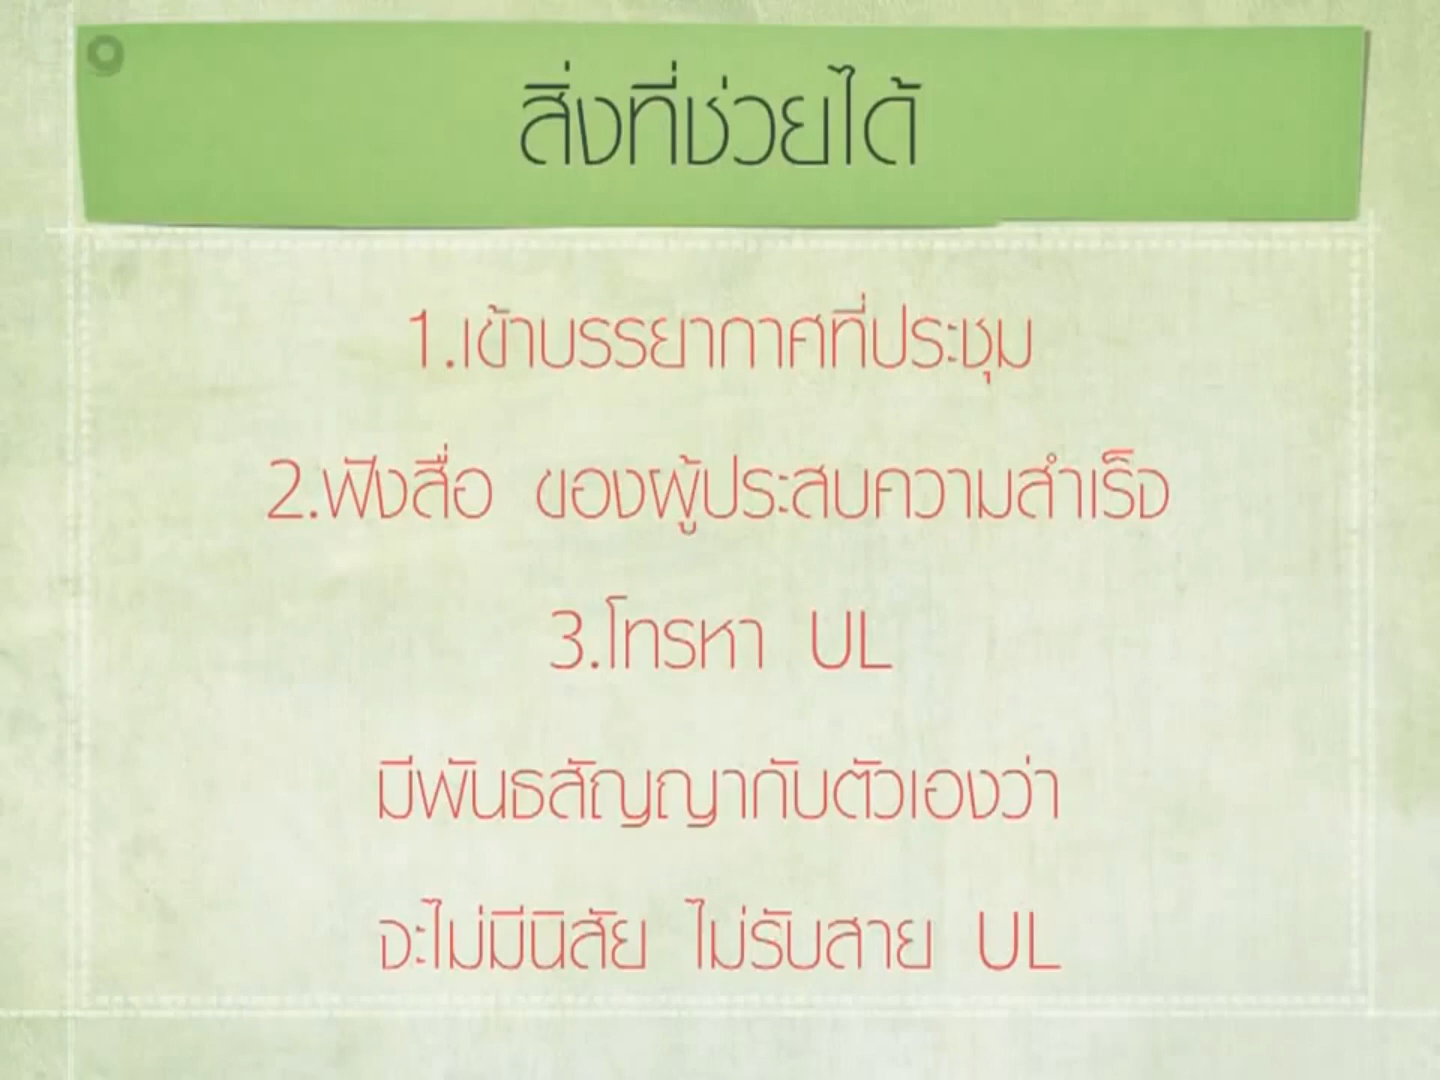 สิ่งที่ช่วยได้
1.เข้าบรรยากาศที่ประชุม
2.ฟังสื่อ ของผู้ประสบความสำเร็จ
3.โทรหา UL
มีพันธสัญญากับตัวเองว่า
จะไม่มีนิสัย ไม่รับสาย UL